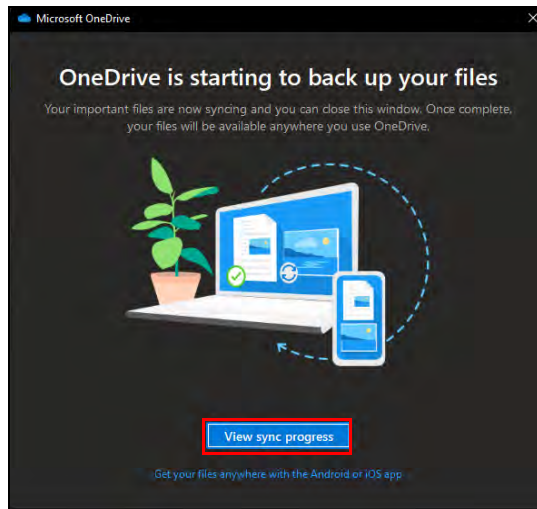 Microsoft OneDrive
OneDrive is starting to back up your files
Your important files are now syncing and you can close this window. Once complete,
your files will be available anywhere you use OneDrive.
View sync progress
Get your files anywhere with the Android or iOS app